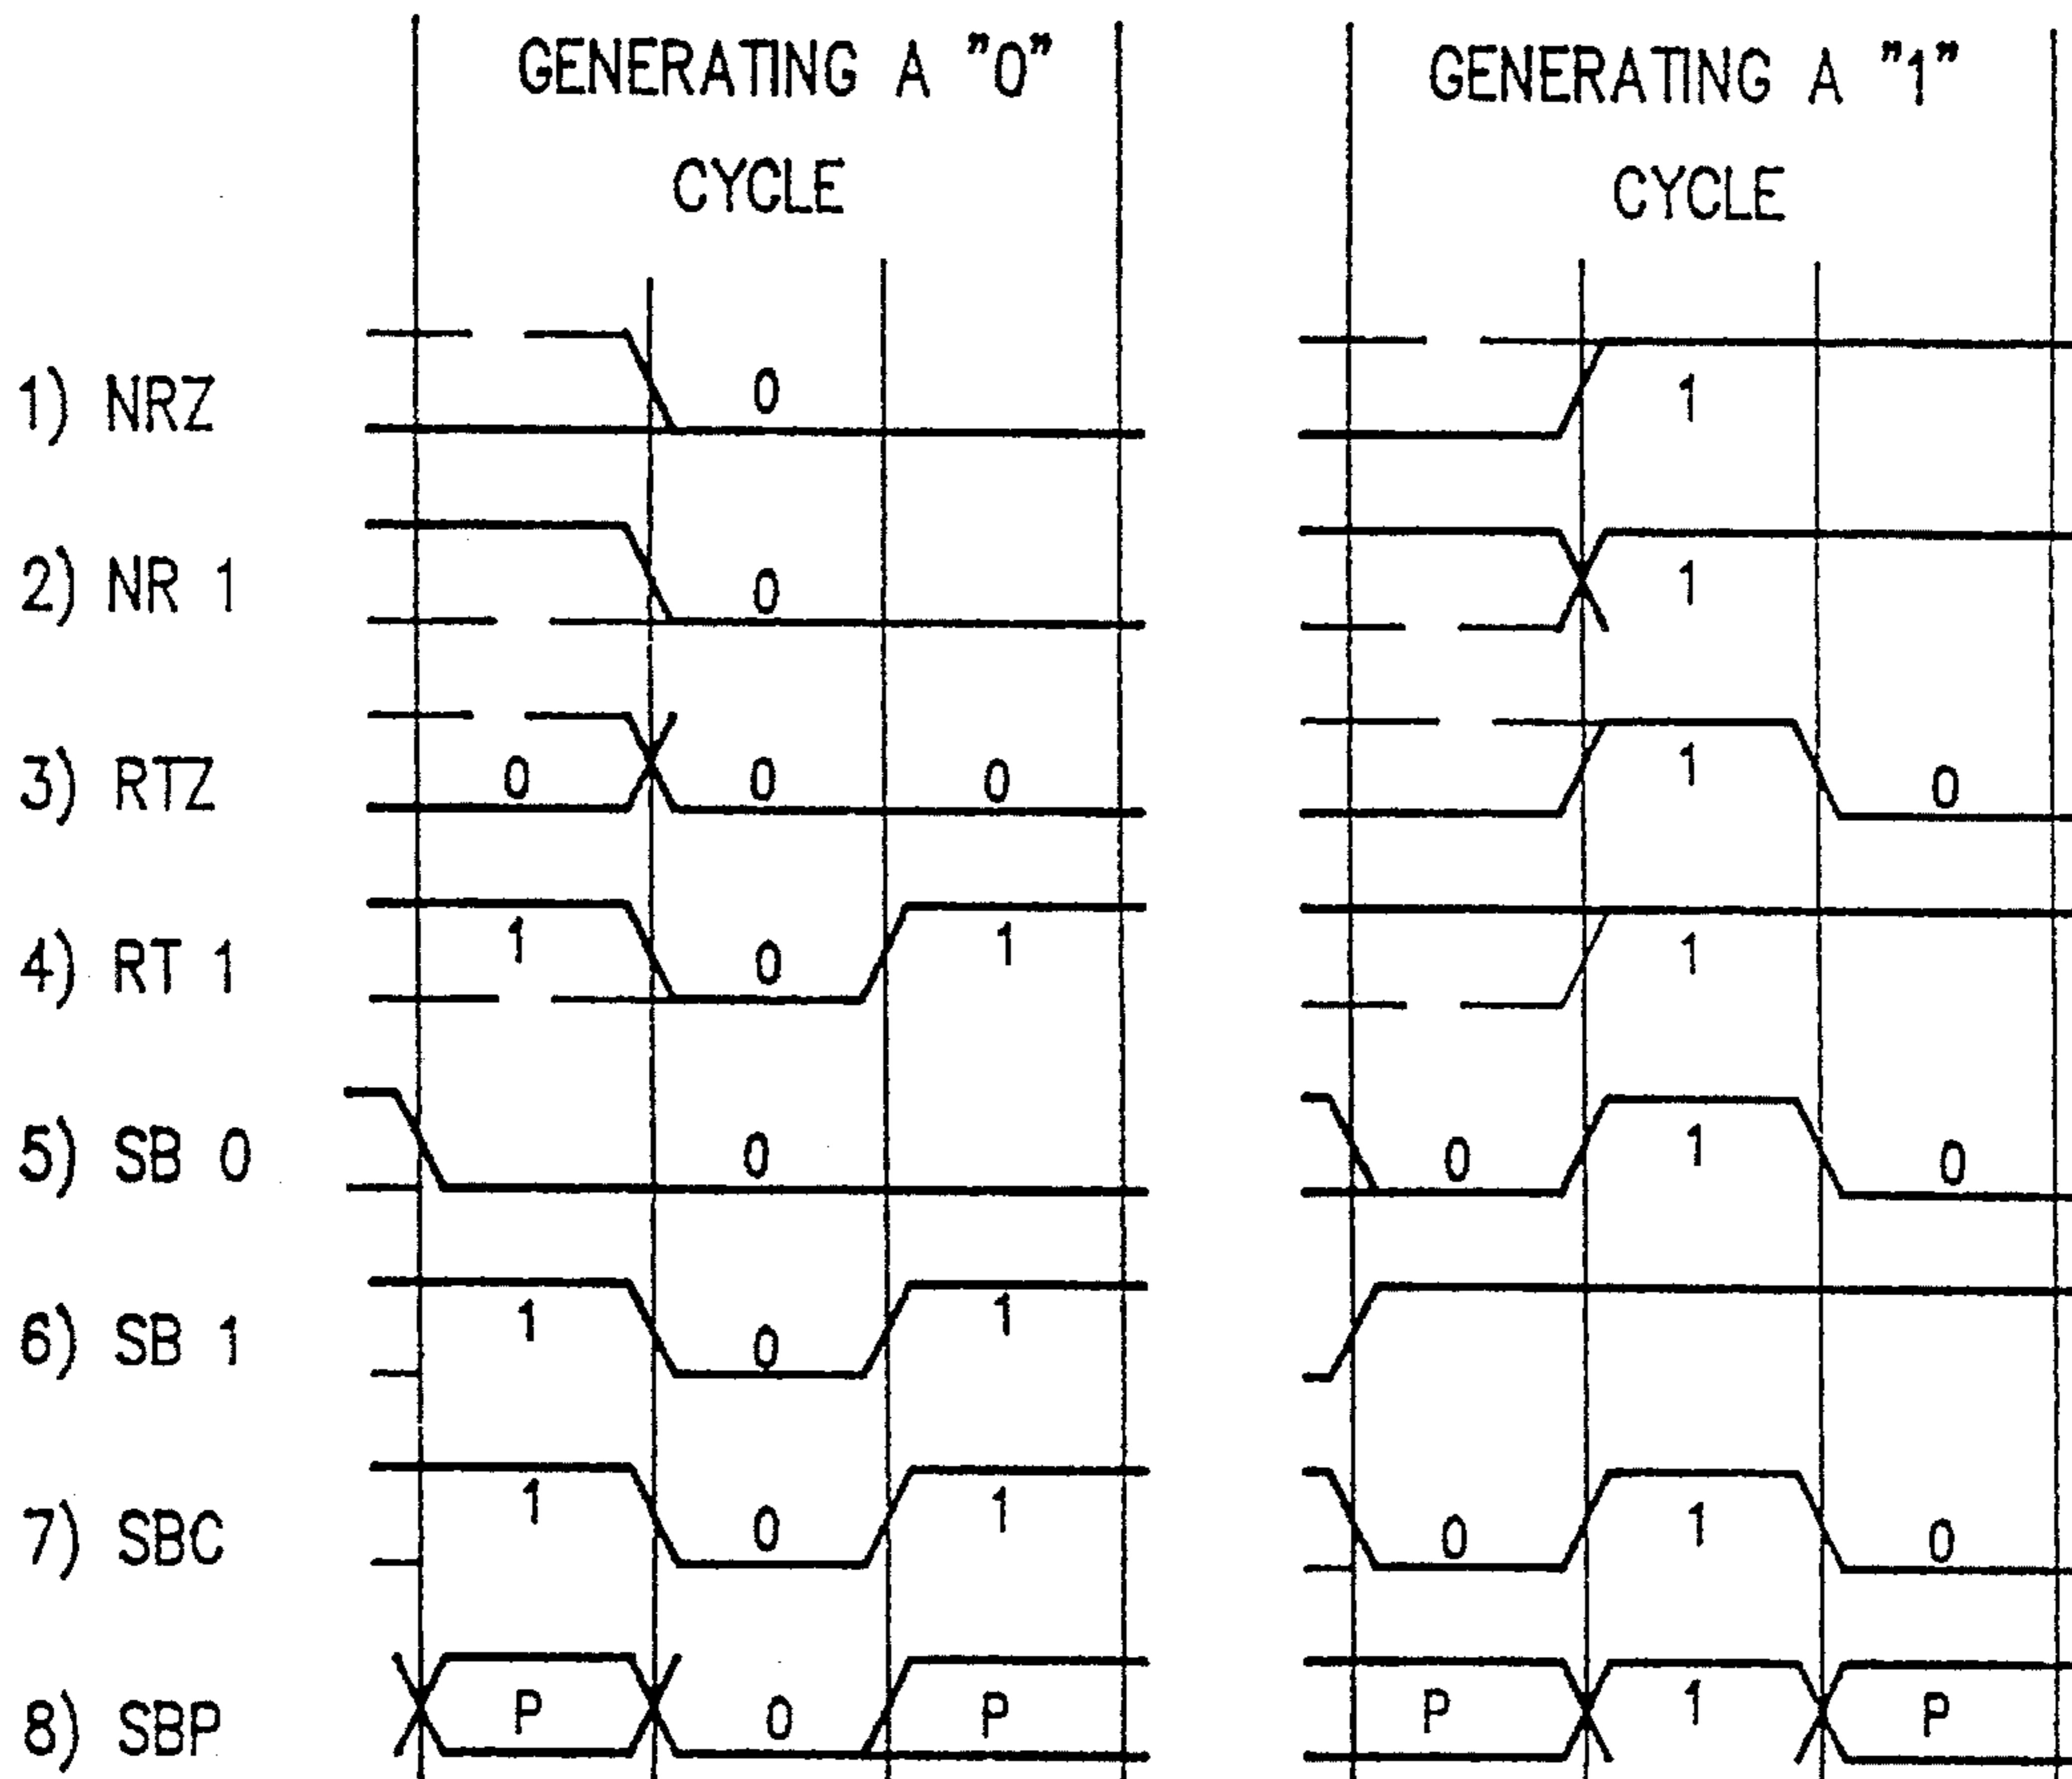 GENERATING A "0"
CYCLE
GENERATING A "1"
CYCLE
1) NRZ 0 1
2) NR 1 0 1
3) RTZ 0 0 0 1 0
4) RT 1 1 0 1 1
5) SB 0 0 0 1 0
6) SB 1 1 0 1
7) SBC 1 0 1 0 1 0
8) SBP P 0 P P 1 P